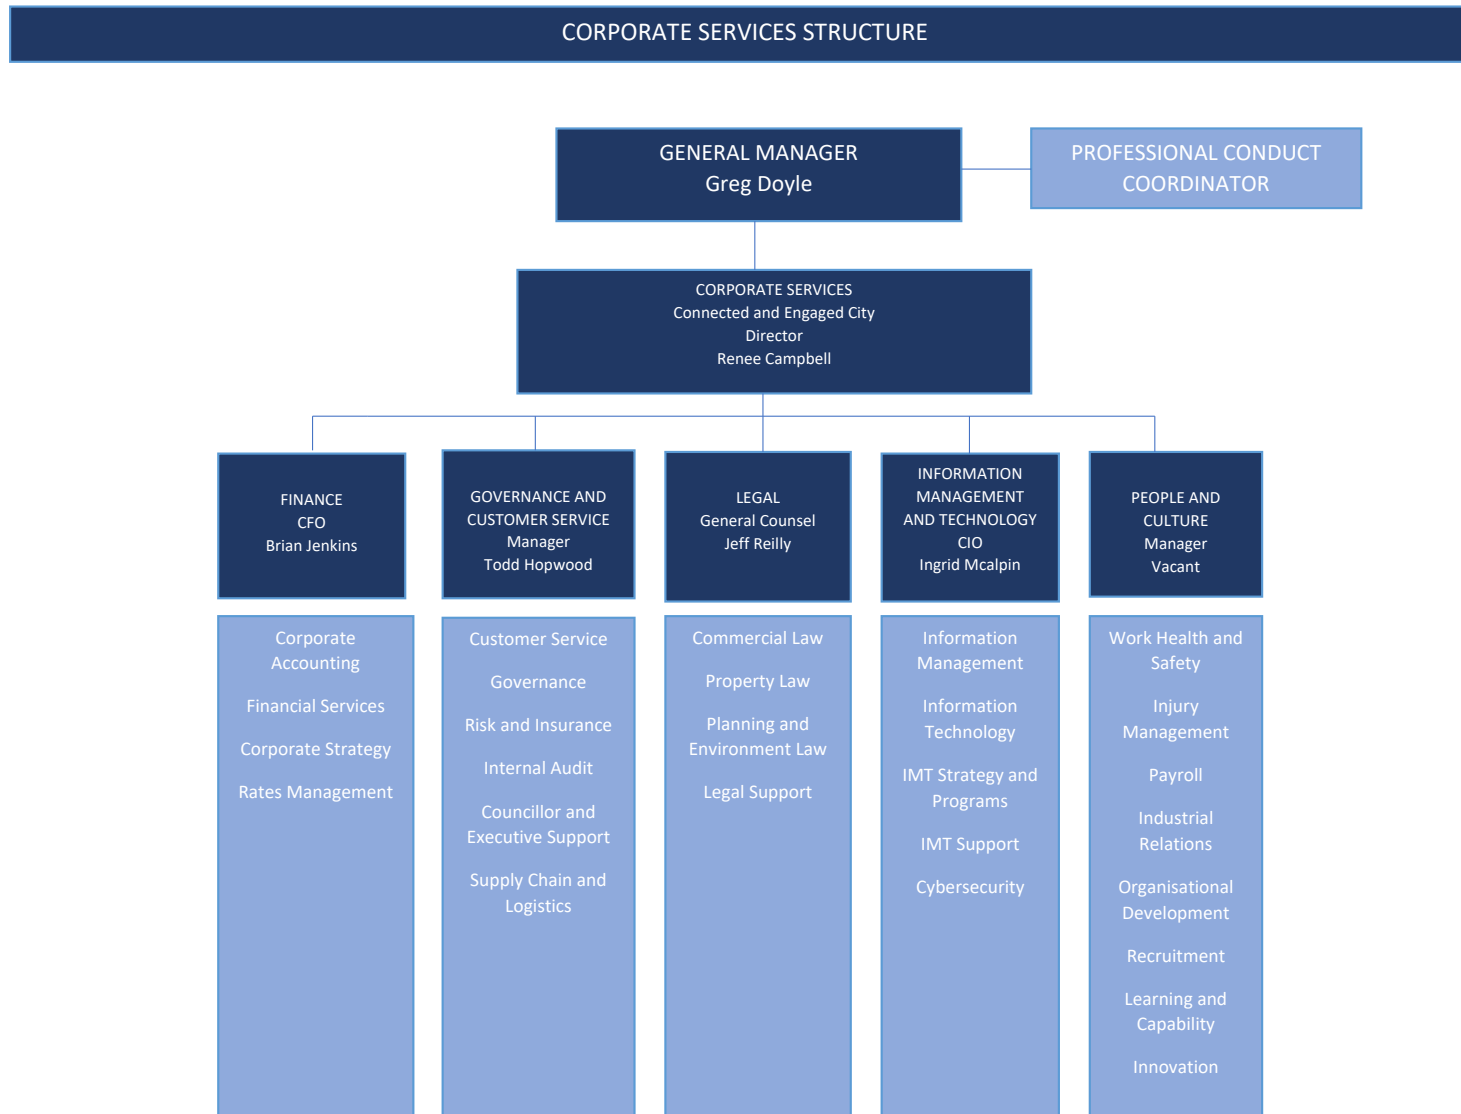 CORPORATE SERVICES STRUCTURE
GENERAL MANAGER
Greg Doyle
PROFESSIONAL CONDUCT
COORDINATOR
CORPORATE SERVICES
Connected and Engaged City
Director
Renee Campbell
FINANCE
CFO
Brian Jenkins
GOVERNANCE AND
CUSTOMER SERVICE
Manager
Todd Hopwood
LEGAL
General Counsel
Jeff Reilly
INFORMATION
MANAGEMENT
AND TECHNOLOGY
CIO
Ingrid Mcalpin
PEOPLE AND
CULTURE
Manager
Vacant
Corporate
Accounting
Financial Services
Corporate Strategy
Rates Management
Customer Service
Governance
Risk and Insurance
Internal Audit
Councillor and
Executive Support
Supply Chain and
Logistics
Commercial Law
Property Law
Planning and
Environment Law
Legal Support
Information
Management
Information
Technology
IMT Strategy and
Programs
IMT Support
Cybersecurity
Work Health and
Safety
Injury
Management
Payroll
Industrial
Relations
Organisational
Development
Recruitment
Learning and
Capability
Innovation